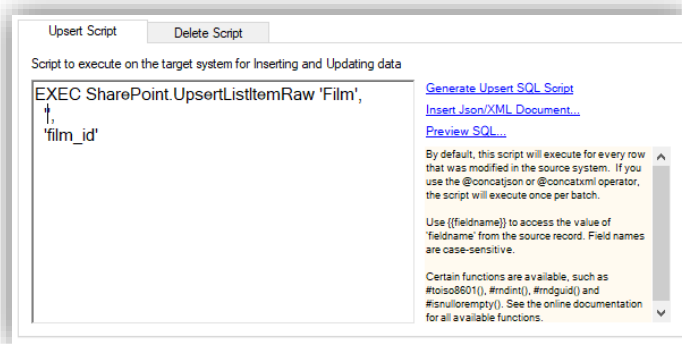 Upsert Script
Delete Script
Script to execute on the target system for Inserting and Updating data
EXEC SharePoint.UpsertListItemRaw 'Film',
'',
'film_id'
Generate Upsert SQL Script
Insert Json/XML Document...
Preview SQL...
By default, this script will execute for every row
that was modified in the source system. If you
use the @concatjson or @concatxml operator,
the script will execute once per batch.
Use {{fieldname}} to access the value of
'fieldname' from the source record. Field names
are case-sensitive.
Certain functions are available, such as
#toiso8601(), #rndint(), #rndguid() and
#isnullorempty(). See the online documentation
for all available functions.